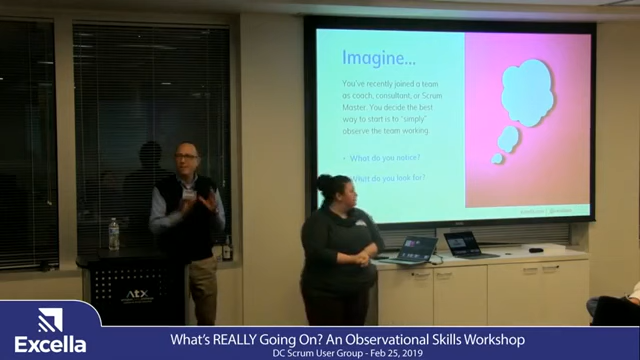 Imagine...
You've recently joined a team
as coach, consultant, or Scrum
Master. You decide the best
way to start is to "simply"
observe the team working
• What do you notice?
What do you look for?
Atx
Excella
What's REALLY Going On? An Observational Skills Workshop
DC Scrum User Group - Feb 25, 2019